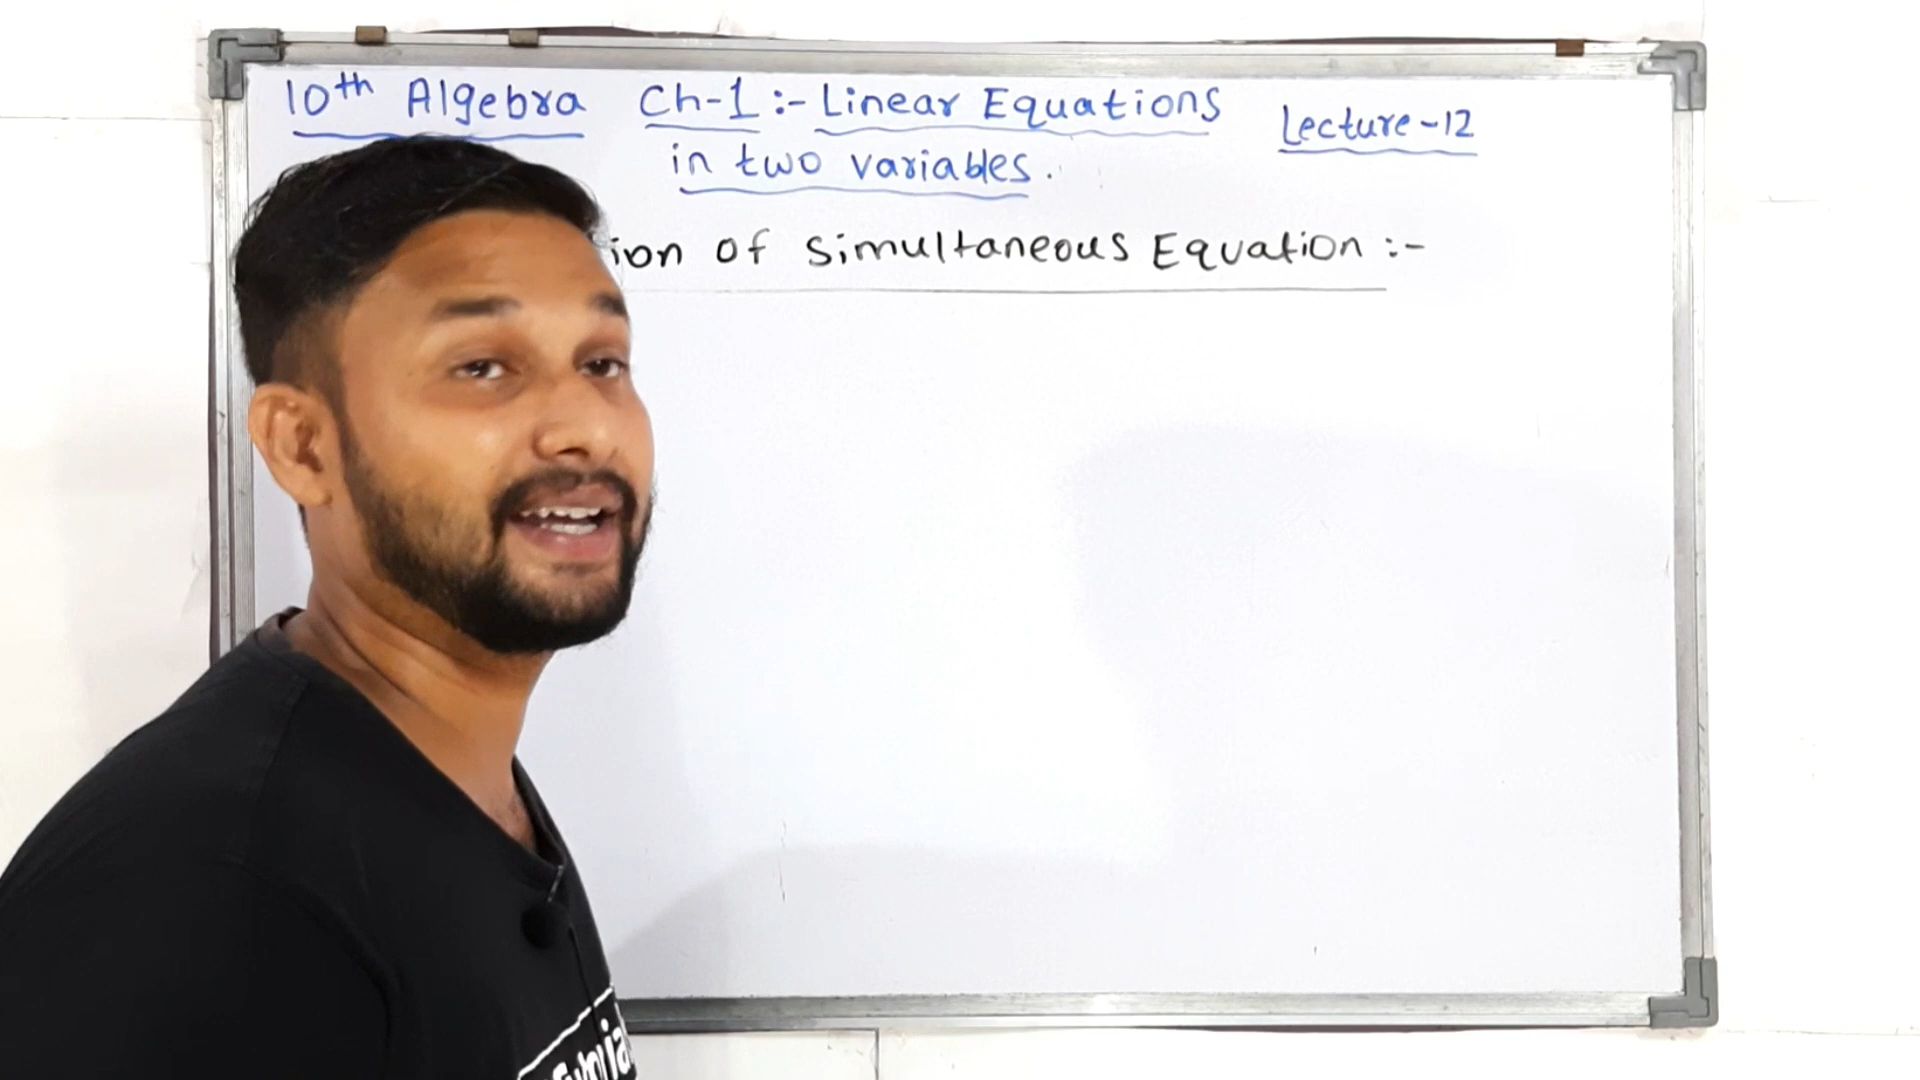 10th Algebra Ch-1 :- Linear Equations
in two variables.
Lecture-12
ion of Simultaneous Equation :-